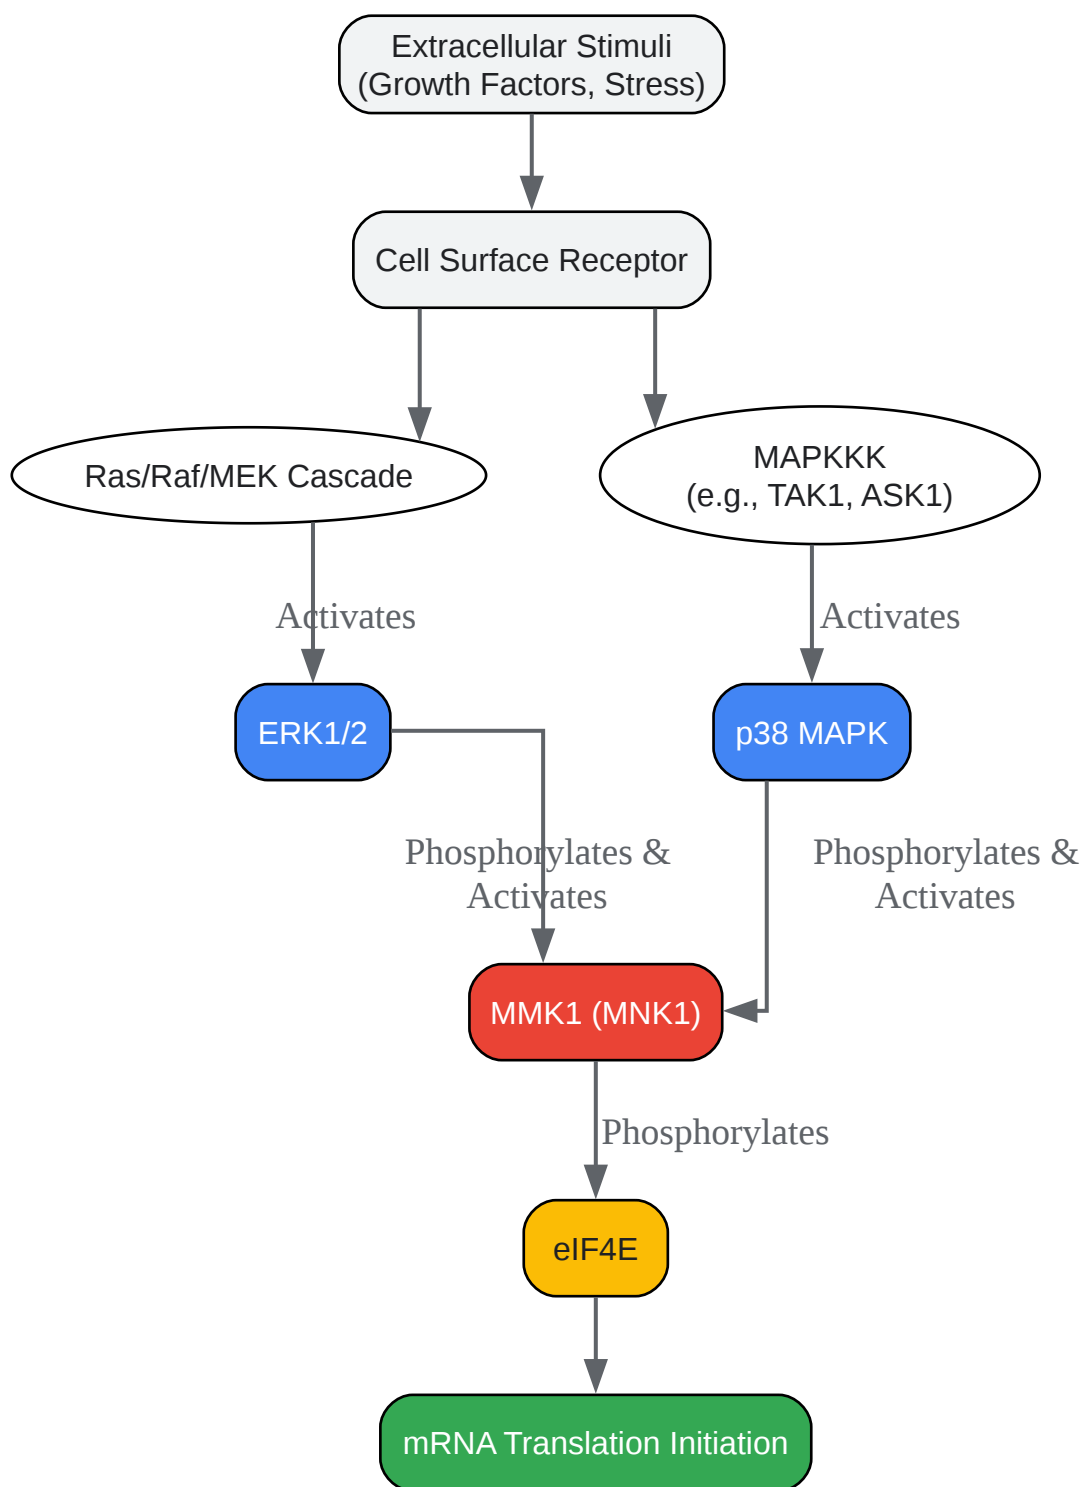 Extracellular Stimuli
(Growth Factors, Stress)
Cell Surface Receptor
Ras/Raf/MEK Cascade
MAPKKK
(e.g., TAK1, ASK1)
Activates
Activates
ERK1/2
p38 MAPK
Phosphorylates &
Activates
Phosphorylates &
Activates
MMK1 (MNK1)
Phosphorylates
eIF4E
mRNA Translation Initiation